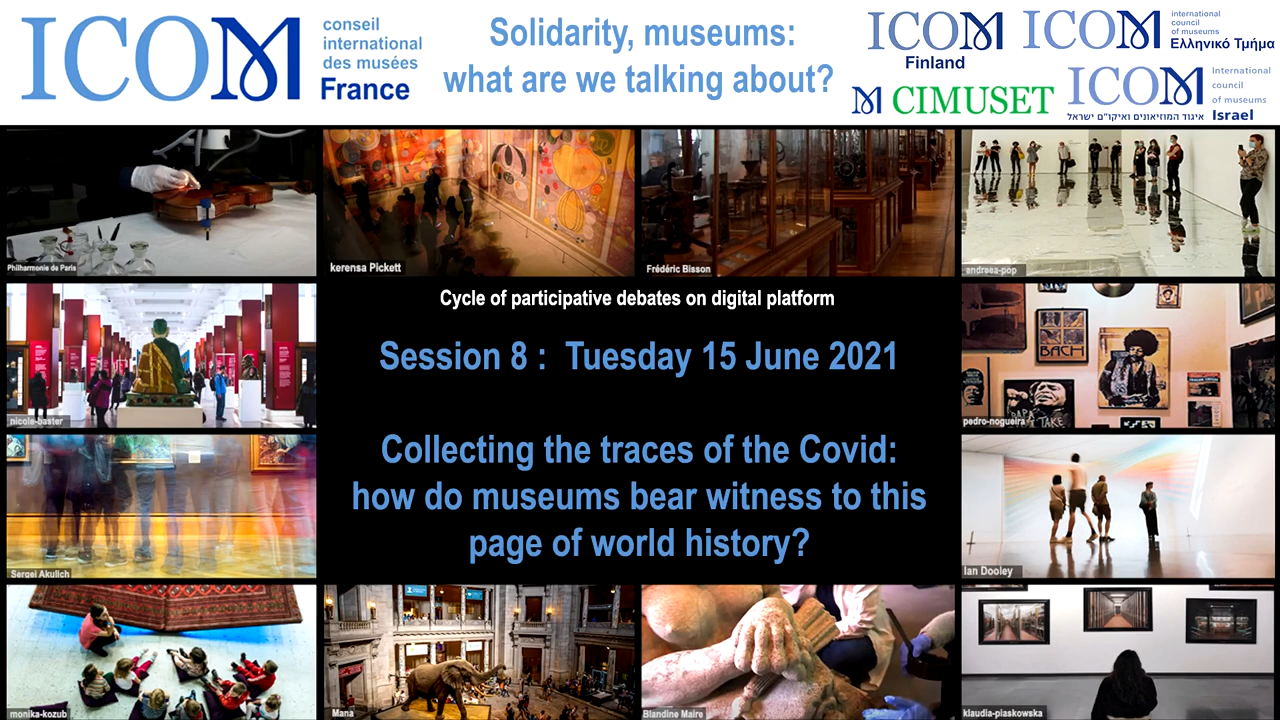 ICOM
conseil
international
des musées
France
Solidarity, museums:
what are we talking about?
ICOM
Finland
ICOM
international
council
of museums
Ελληνικό Τμήμα
M CIMUSET
ICOM
International
council
of museums
Israel
איגוד המוזיאונים ואיקו"ם ישראל
Philharmonie de Paris
kerensa Pickett
Frédéric Bisson
andreea-pop
Cycle of participative debates on digital platform
Session 8 : Tuesday 15 June 2021
Collecting the traces of the Covid:
how do museums bear witness to this
page of world history?
nicole-baster
BACH
PAPA
I TAKE
pedro-nogueira
Sergei Akulich
Ian Dooley
monika-kozub
Mana
Blandine Maire
klaudia-piaskowska